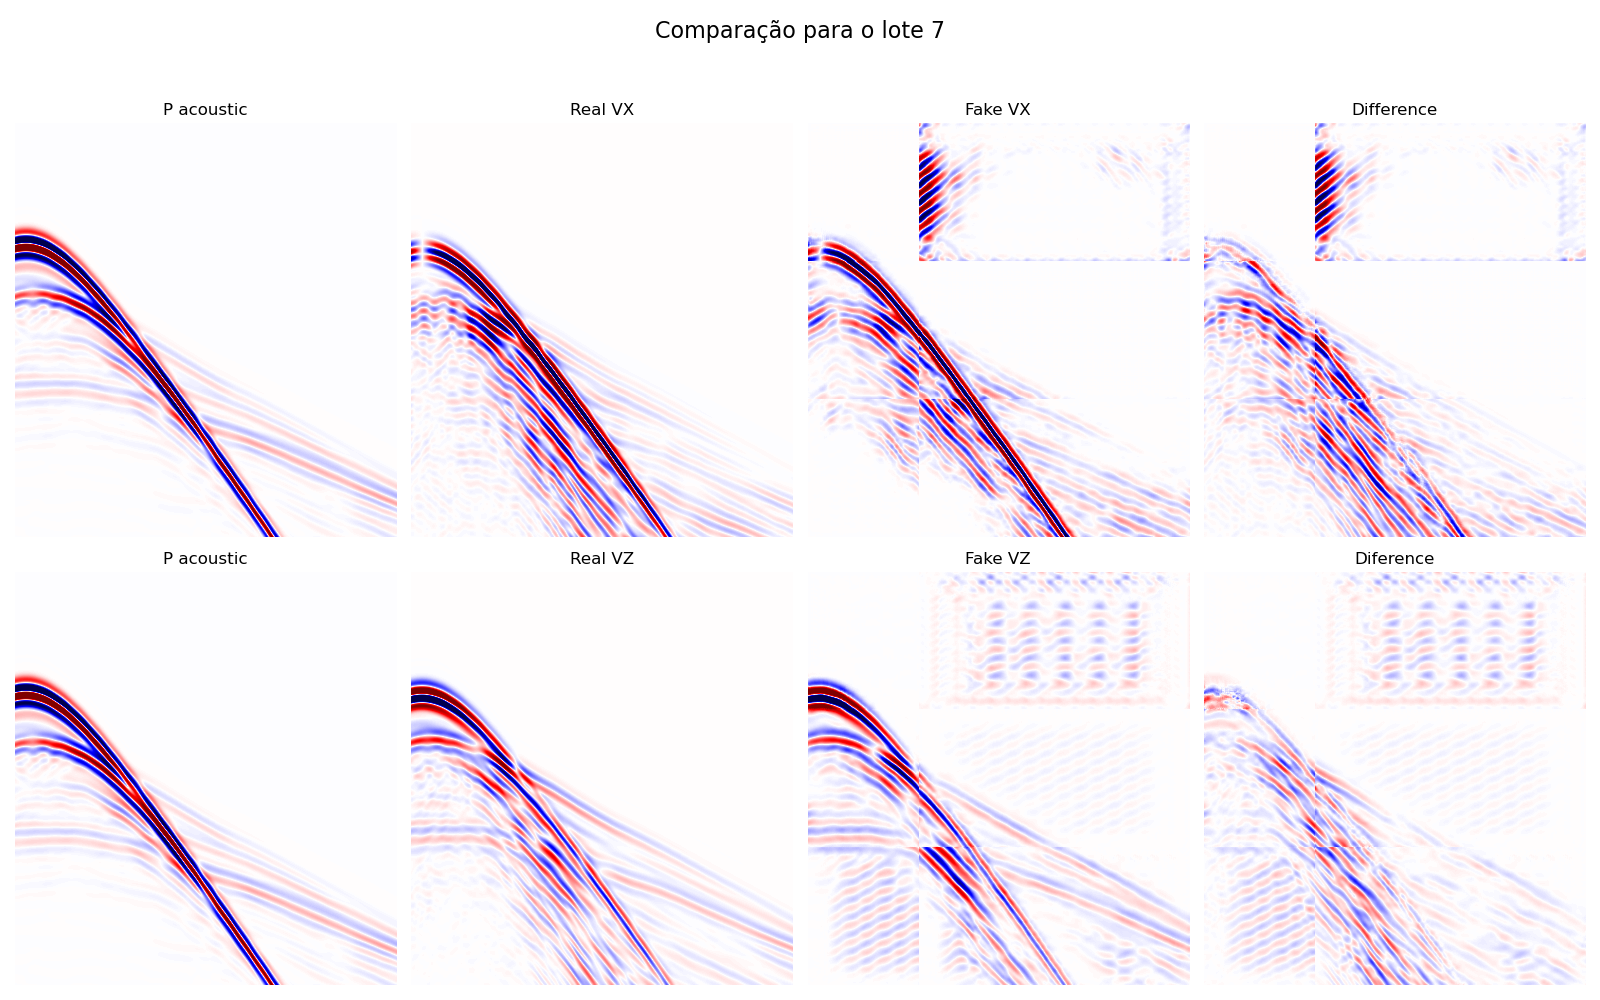 Comparação para o lote 7
P acoustic
Real VX
Fake VX
Difference
P acoustic
Real VZ
Fake VZ
Diference